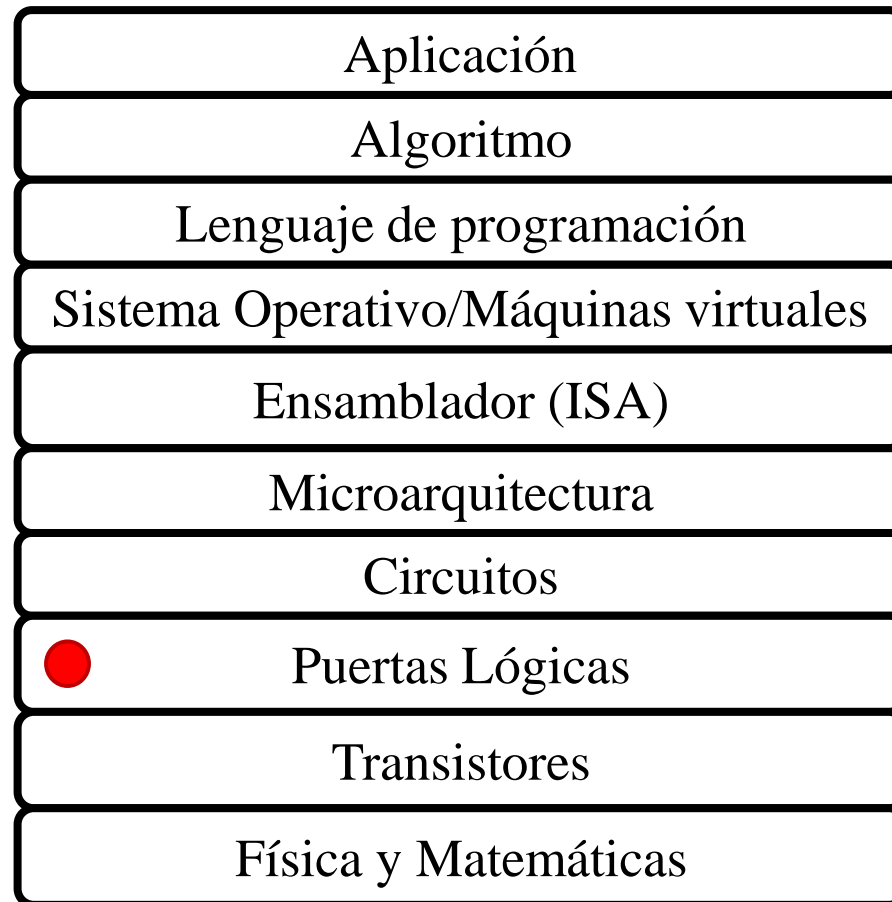 Aplicación
Algoritmo
Lenguaje de programación
Sistema Operativo/Máquinas virtuales
Ensamblador (ISA)
Microarquitectura
Circuitos
Puertas Lógicas
Transistores
Física y Matemáticas